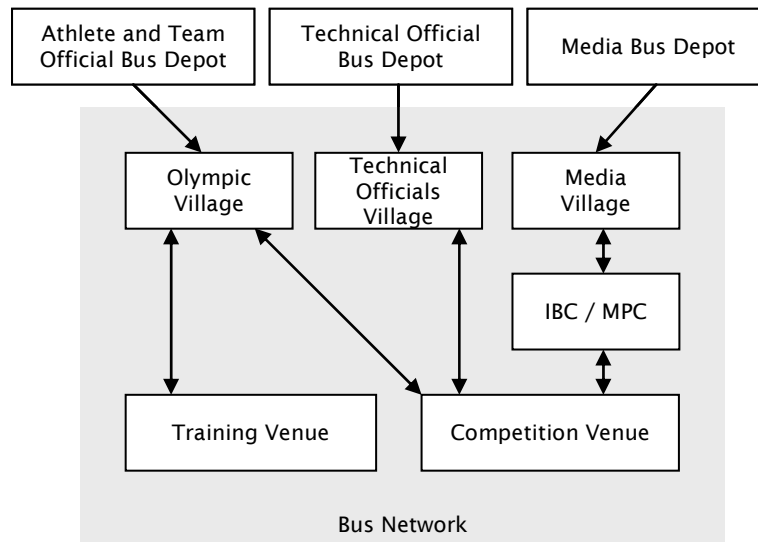 Athlete and Team
Official Bus Depot
Technical Official
Bus Depot
Media Bus Depot
Olympic
Village
Technical
Officials
Village
Media
Village
IBC / MPC
Training Venue
Competition Venue
Bus Network